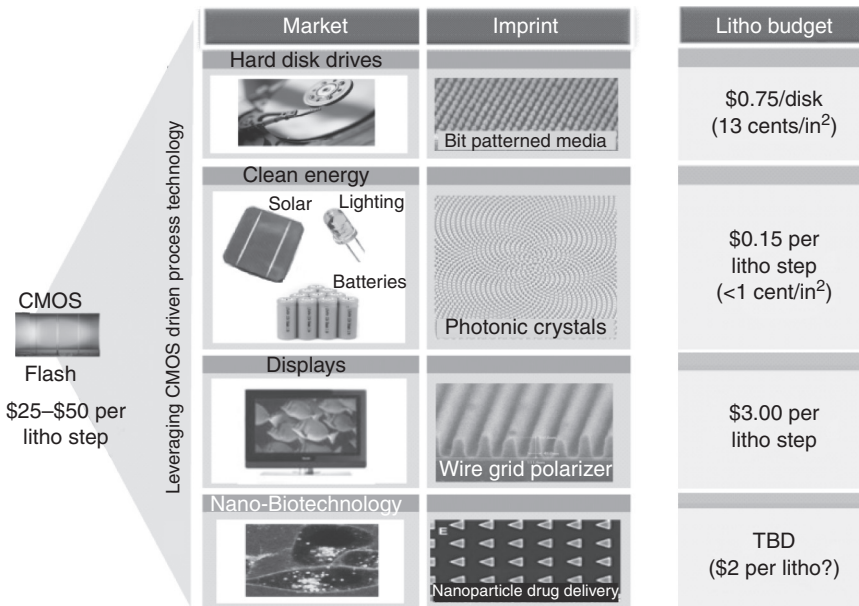 Market
Imprint
Litho budget
Hard disk drives
Bit patterned media
$0.75/disk
(13 cents/in²)
Clean energy
Solar
Lighting
Batteries
Photonic crystals
$0.15 per
litho step
(<1 cent/in²)
CMOS
Flash
$25–$50 per
litho step
Leveraging CMOS driven process technology
Displays
Wire grid polarizer
$3.00 per
litho step
Nano-Biotechnology
E
Nanoparticle drug delivery
TBD
($2 per litho?)